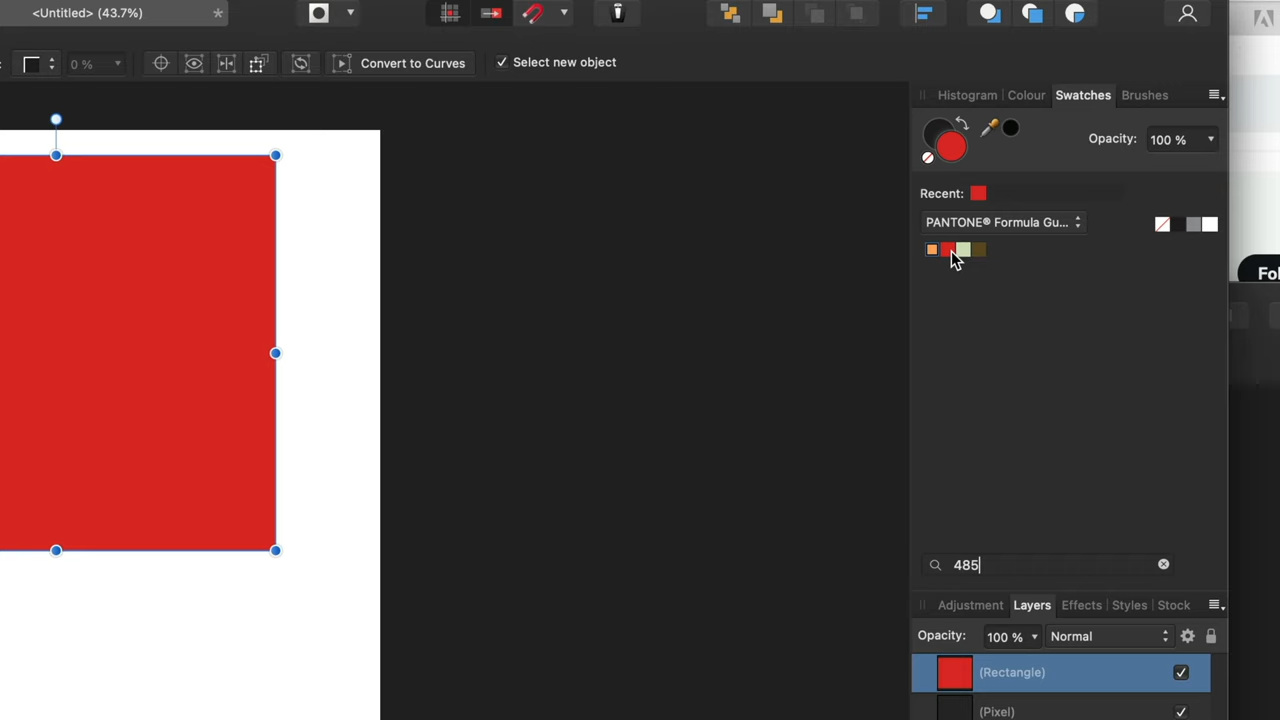 <Untitled> (43.7%)
*
0 %
Convert to Curves
Select new object
Histogram Colour Swatches Brushes
Opacity: 100 %
Recent:
PANTONE® Formula Gu...
485
Adjustment Layers Effects Styles Stock
Opacity: 100 % Normal
(Rectangle)
(Pixel)